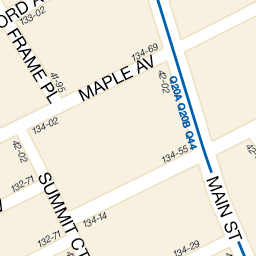 ORD A
133-02
FRAME PL
41-95
134-69
MAPLE AV
42-02
Q20A Q20B Q44
134-02
42-02
134-55
132-71
SUMMIT CT
MAIN ST
134-14
132-71
134-29